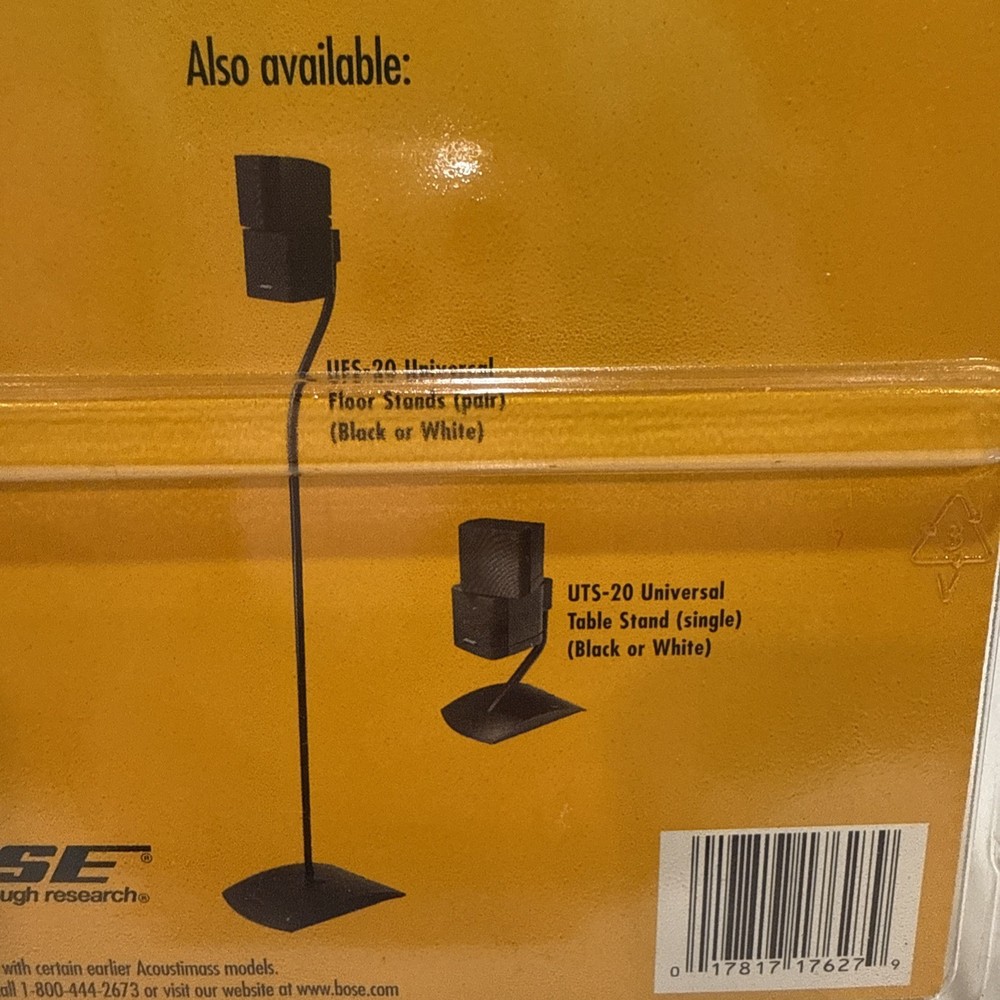 Also available:
UFS-20 Universal
Floor Stands (pair)
(Black or White)
UTS-20 Universal
Table Stand (single)
(Black or White)
3
SE®
ugh research®
with certain earlier Acoustimass models.
all 1-800-444-2673 or visit our website at www.bose.com
0 17817 17627 9